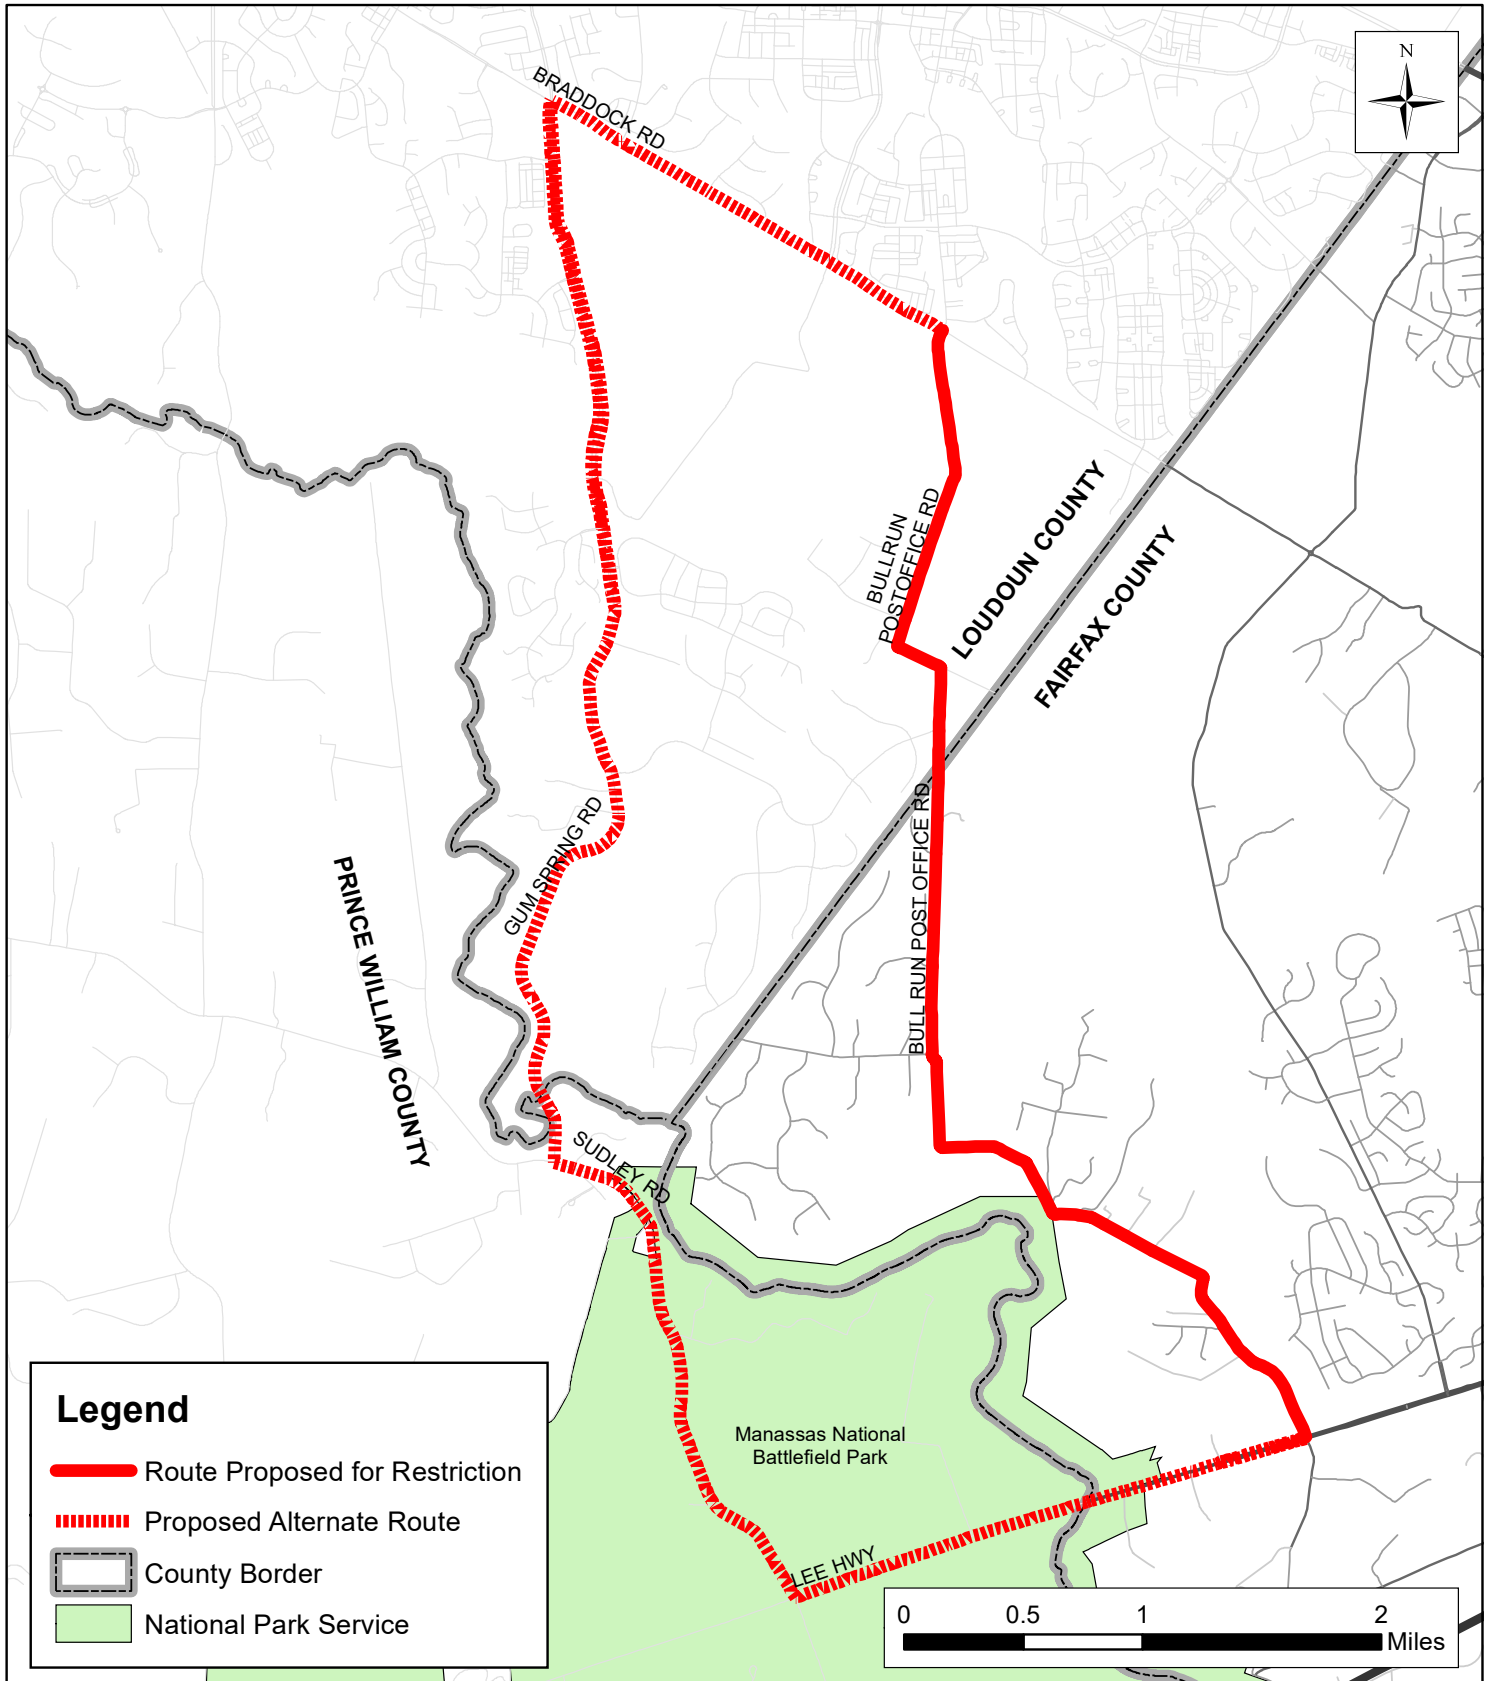 N
BRADDOCK RD
BULLRUN
POSTOFFICE RD
LOUDOUN COUNTY
FAIRFAX COUNTY
BULL RUN POST OFFICE RD
GUM SPRING RD
PRINCE WILLIAM COUNTY
SUDLEY RD
Manassas National
Battlefield Park
LEE HWY
Legend
Route Proposed for Restriction
Proposed Alternate Route
County Border
National Park Service
0 0.5 1 2
Miles